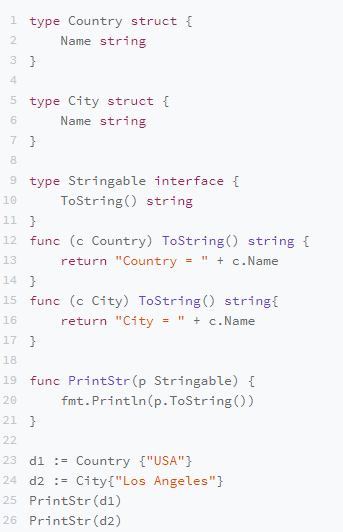 1 type Country struct {
2     Name string
3 }
4
5 type City struct {
6     Name string
7 }
8
9 type Stringable interface {
10     ToString() string
11 }
12 func (c Country) ToString() string {
13     return "Country = " + c.Name
14 }
15 func (c City) ToString() string{
16     return "City = " + c.Name
17 }
18
19 func PrintStr(p Stringable) {
20     fmt.Println(p.ToString())
21 }
22
23 d1 := Country {"USA"}
24 d2 := City{"Los Angeles"}
25 PrintStr(d1)
26 PrintStr(d2)